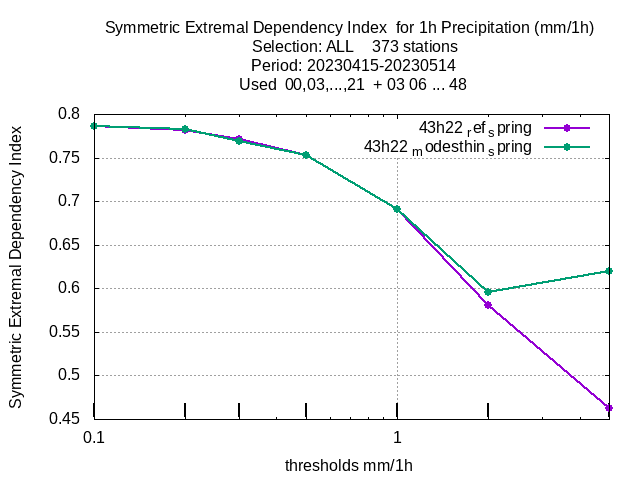 Symmetric Extremal Dependency Index  for 1h Precipitation (mm/1h)
Selection: ALL    373 stations
Period: 20230415-20230514
Used  00,03,...,21  + 03 06 ... 48
43h22 ref spring
43h22 modesthin spring
0.8
0.75
0.7
0.65
0.6
0.55
0.5
0.45
Symmetric Extremal Dependency Index
0.1
1
thresholds mm/1h